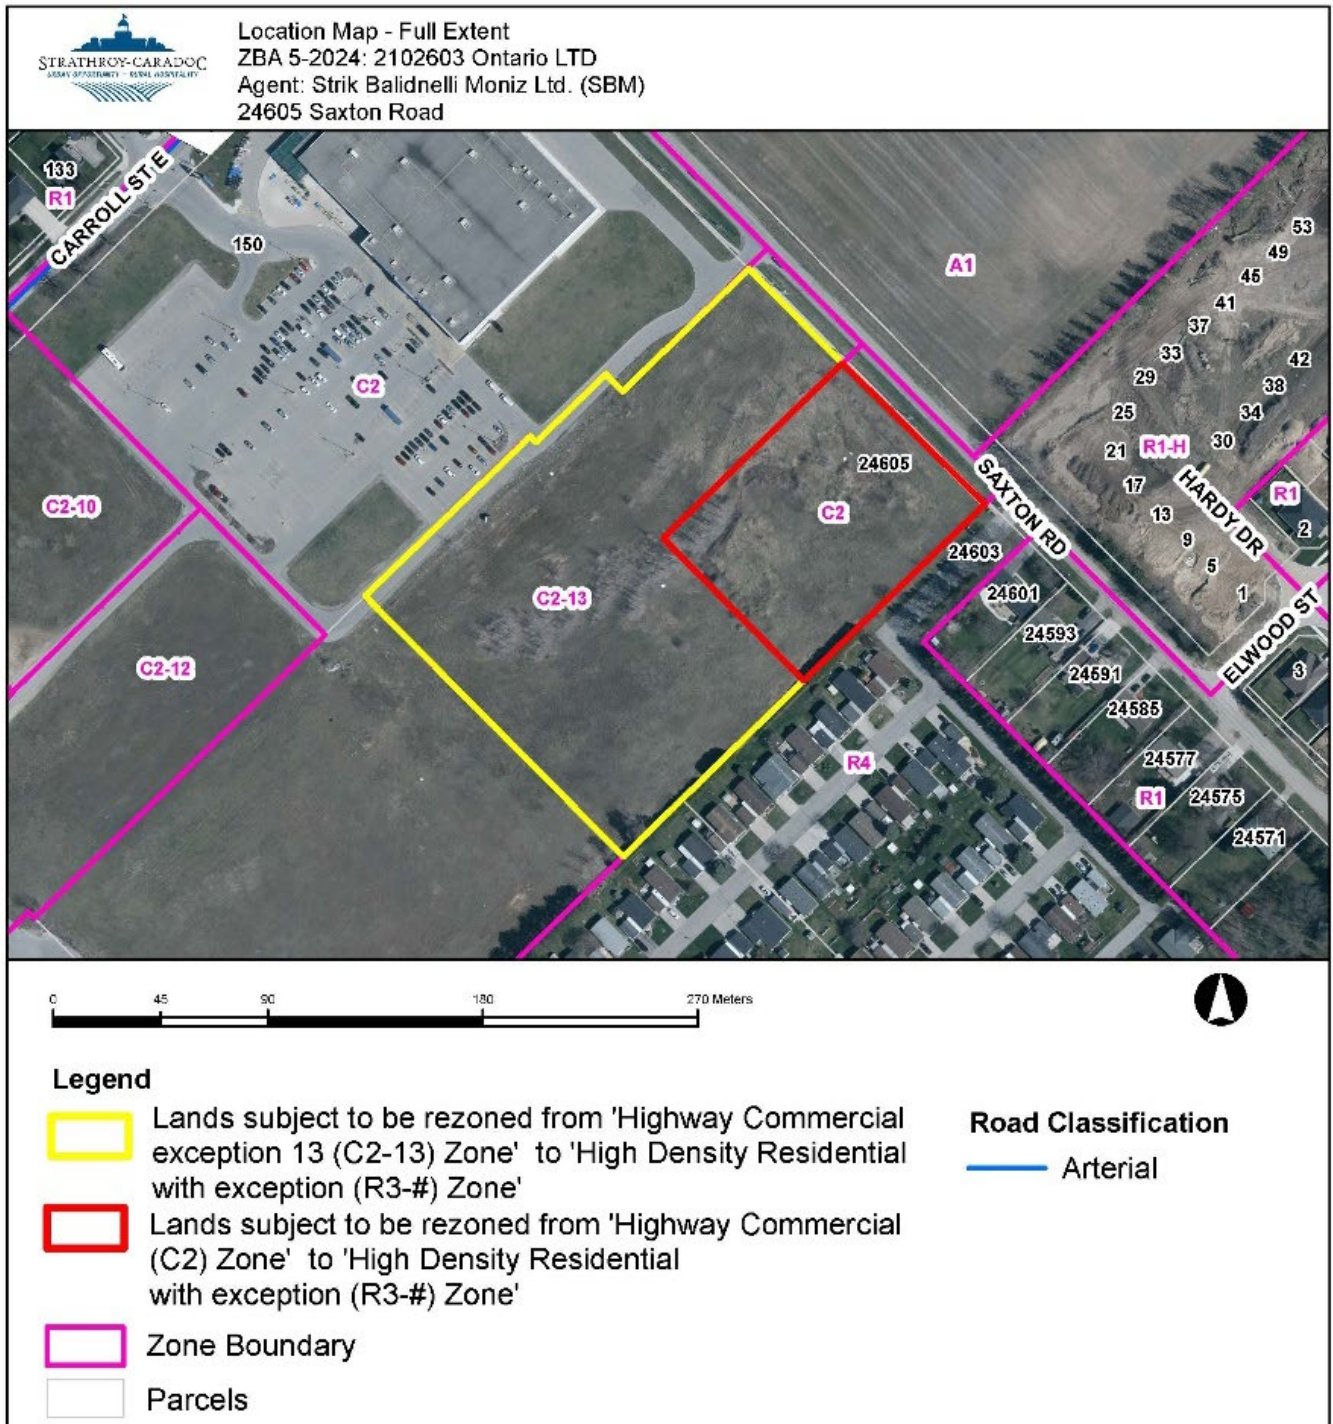 STRATHROY-CARADOC
URBAN OPPORTUNITY - RURAL HOSPITALITY
Location Map - Full Extent
ZBA 5-2024: 2102603 Ontario LTD
Agent: Strik Balidnelli Moniz Ltd. (SBM)
24605 Saxton Road
133
R1
CARROLL ST E
150
C2
A1
53
49
45
41
37
33
29
25
21
17
13
9
5
1
42
38
34
30
R1-H
HARDY DR
R1
2
ELWOOD ST
3
SAXTON RD
24605
C2
C2-10
C2-12
C2-13
24603
24601
24593
24591
24585
24577
24575
24571
R4
R1
0 45 90 180 270 Meters
Legend
Lands subject to be rezoned from 'Highway Commercial
exception 13 (C2-13) Zone' to 'High Density Residential
with exception (R3-#) Zone'
Lands subject to be rezoned from 'Highway Commercial
(C2) Zone' to 'High Density Residential
with exception (R3-#) Zone'
Zone Boundary
Parcels
Road Classification
Arterial